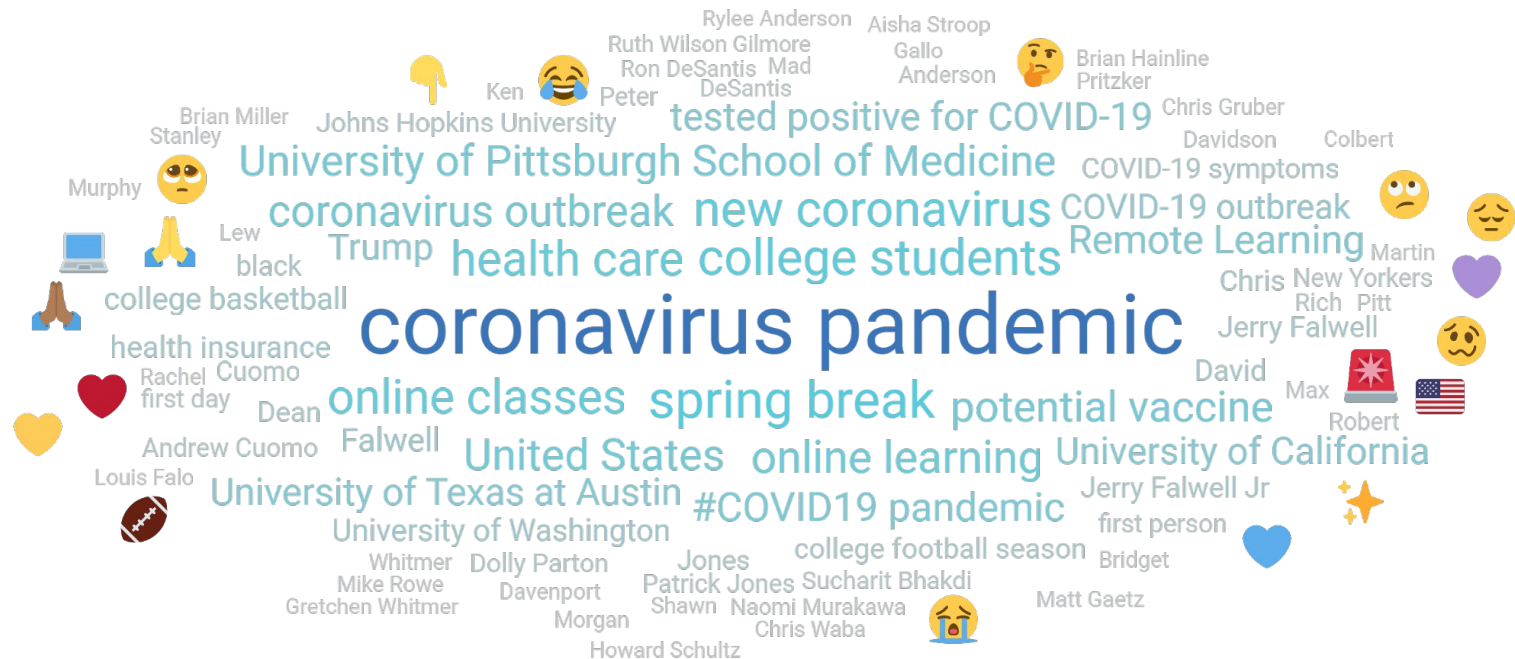 Rylee Anderson
Aisha Stroop
Ruth Wilson Gilmore
Gallo
Brian Hainline
Ron DeSantis
Mad
Anderson
Pritzker
Ken
Peter
DeSantis
Brian Miller
Johns Hopkins University
tested positive for COVID-19
Chris Gruber
Stanley
Davidson
Colbert
University of Pittsburgh School of Medicine
COVID-19 symptoms
Murphy
coronavirus outbreak
new coronavirus
COVID-19 outbreak
Lew
Trump
Remote Learning
black
health care
college students
Martin
college basketball
Chris
New Yorkers
Rich
Pitt
coronavirus pandemic
Jerry Falwell
health insurance
Rachel
Cuomo
David
first day
Dean
online classes
spring break
potential vaccine
Max
Robert
Andrew Cuomo
Falwell
United States
online learning
University of California
Louis Falo
University of Texas at Austin
#COVID19 pandemic
Jerry Falwell Jr
University of Washington
first person
Whitmer
Dolly Parton
Jones
college football season
Bridget
Mike Rowe
Davenport
Patrick Jones
Sucharit Bhakdi
Gretchen Whitmer
Shawn
Naomi Murakawa
Matt Gaetz
Morgan
Chris Waba
Howard Schultz